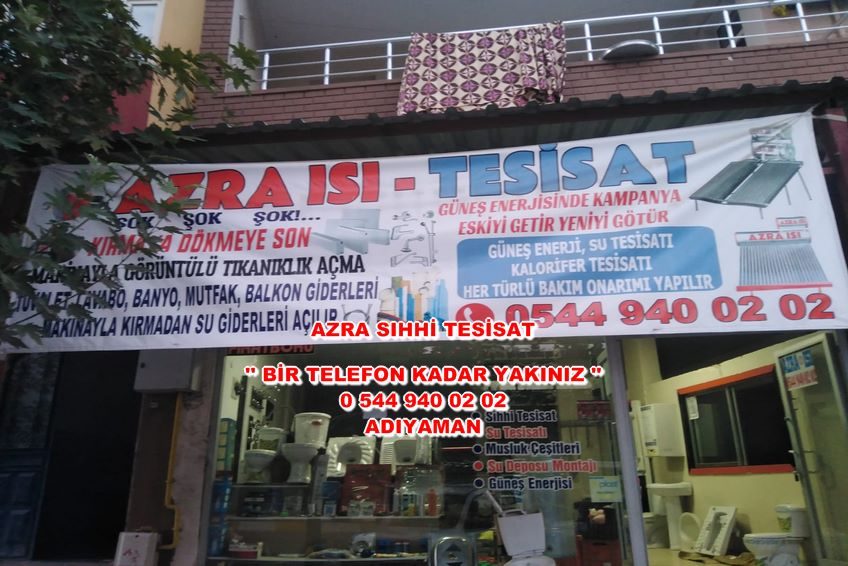 AZRA ISI - TESİSAT
ŞOK ŞOK ŞOK!...
DÖKMEYE SON
GÖRÜNTÜLÜ TIKANIKLIK AÇMA
LAVABO, BANYO, MUTFAK, BALKON GİDERLERİ
MAKİNAYLA KIRMADAN SU GİDERLERİ AÇILIR
GÜNEŞ ENERJİSİNDE KAMPANYA
ESKİYİ GETİR YENİYİ GÖTÜR
GÜNEŞ ENERJİ, SU TESİSATI
KALORİFER TESİSATI
HER TÜRLÜ BAKIM ONARIMI YAPILIR
0544 940 02 02
AZRA ISI
AZRA ISI
AZRA SIHHİ TESİSAT
" BİR TELEFON KADAR YAKINIZ "
0 544 940 02 02
ADIYAMAN
FIRATBORU
• Sıhhi Tesisat
• Su Tesisatı
• Musluk Çeşitleri
• Su Deposu Montajı
• Güneş Enerjisi